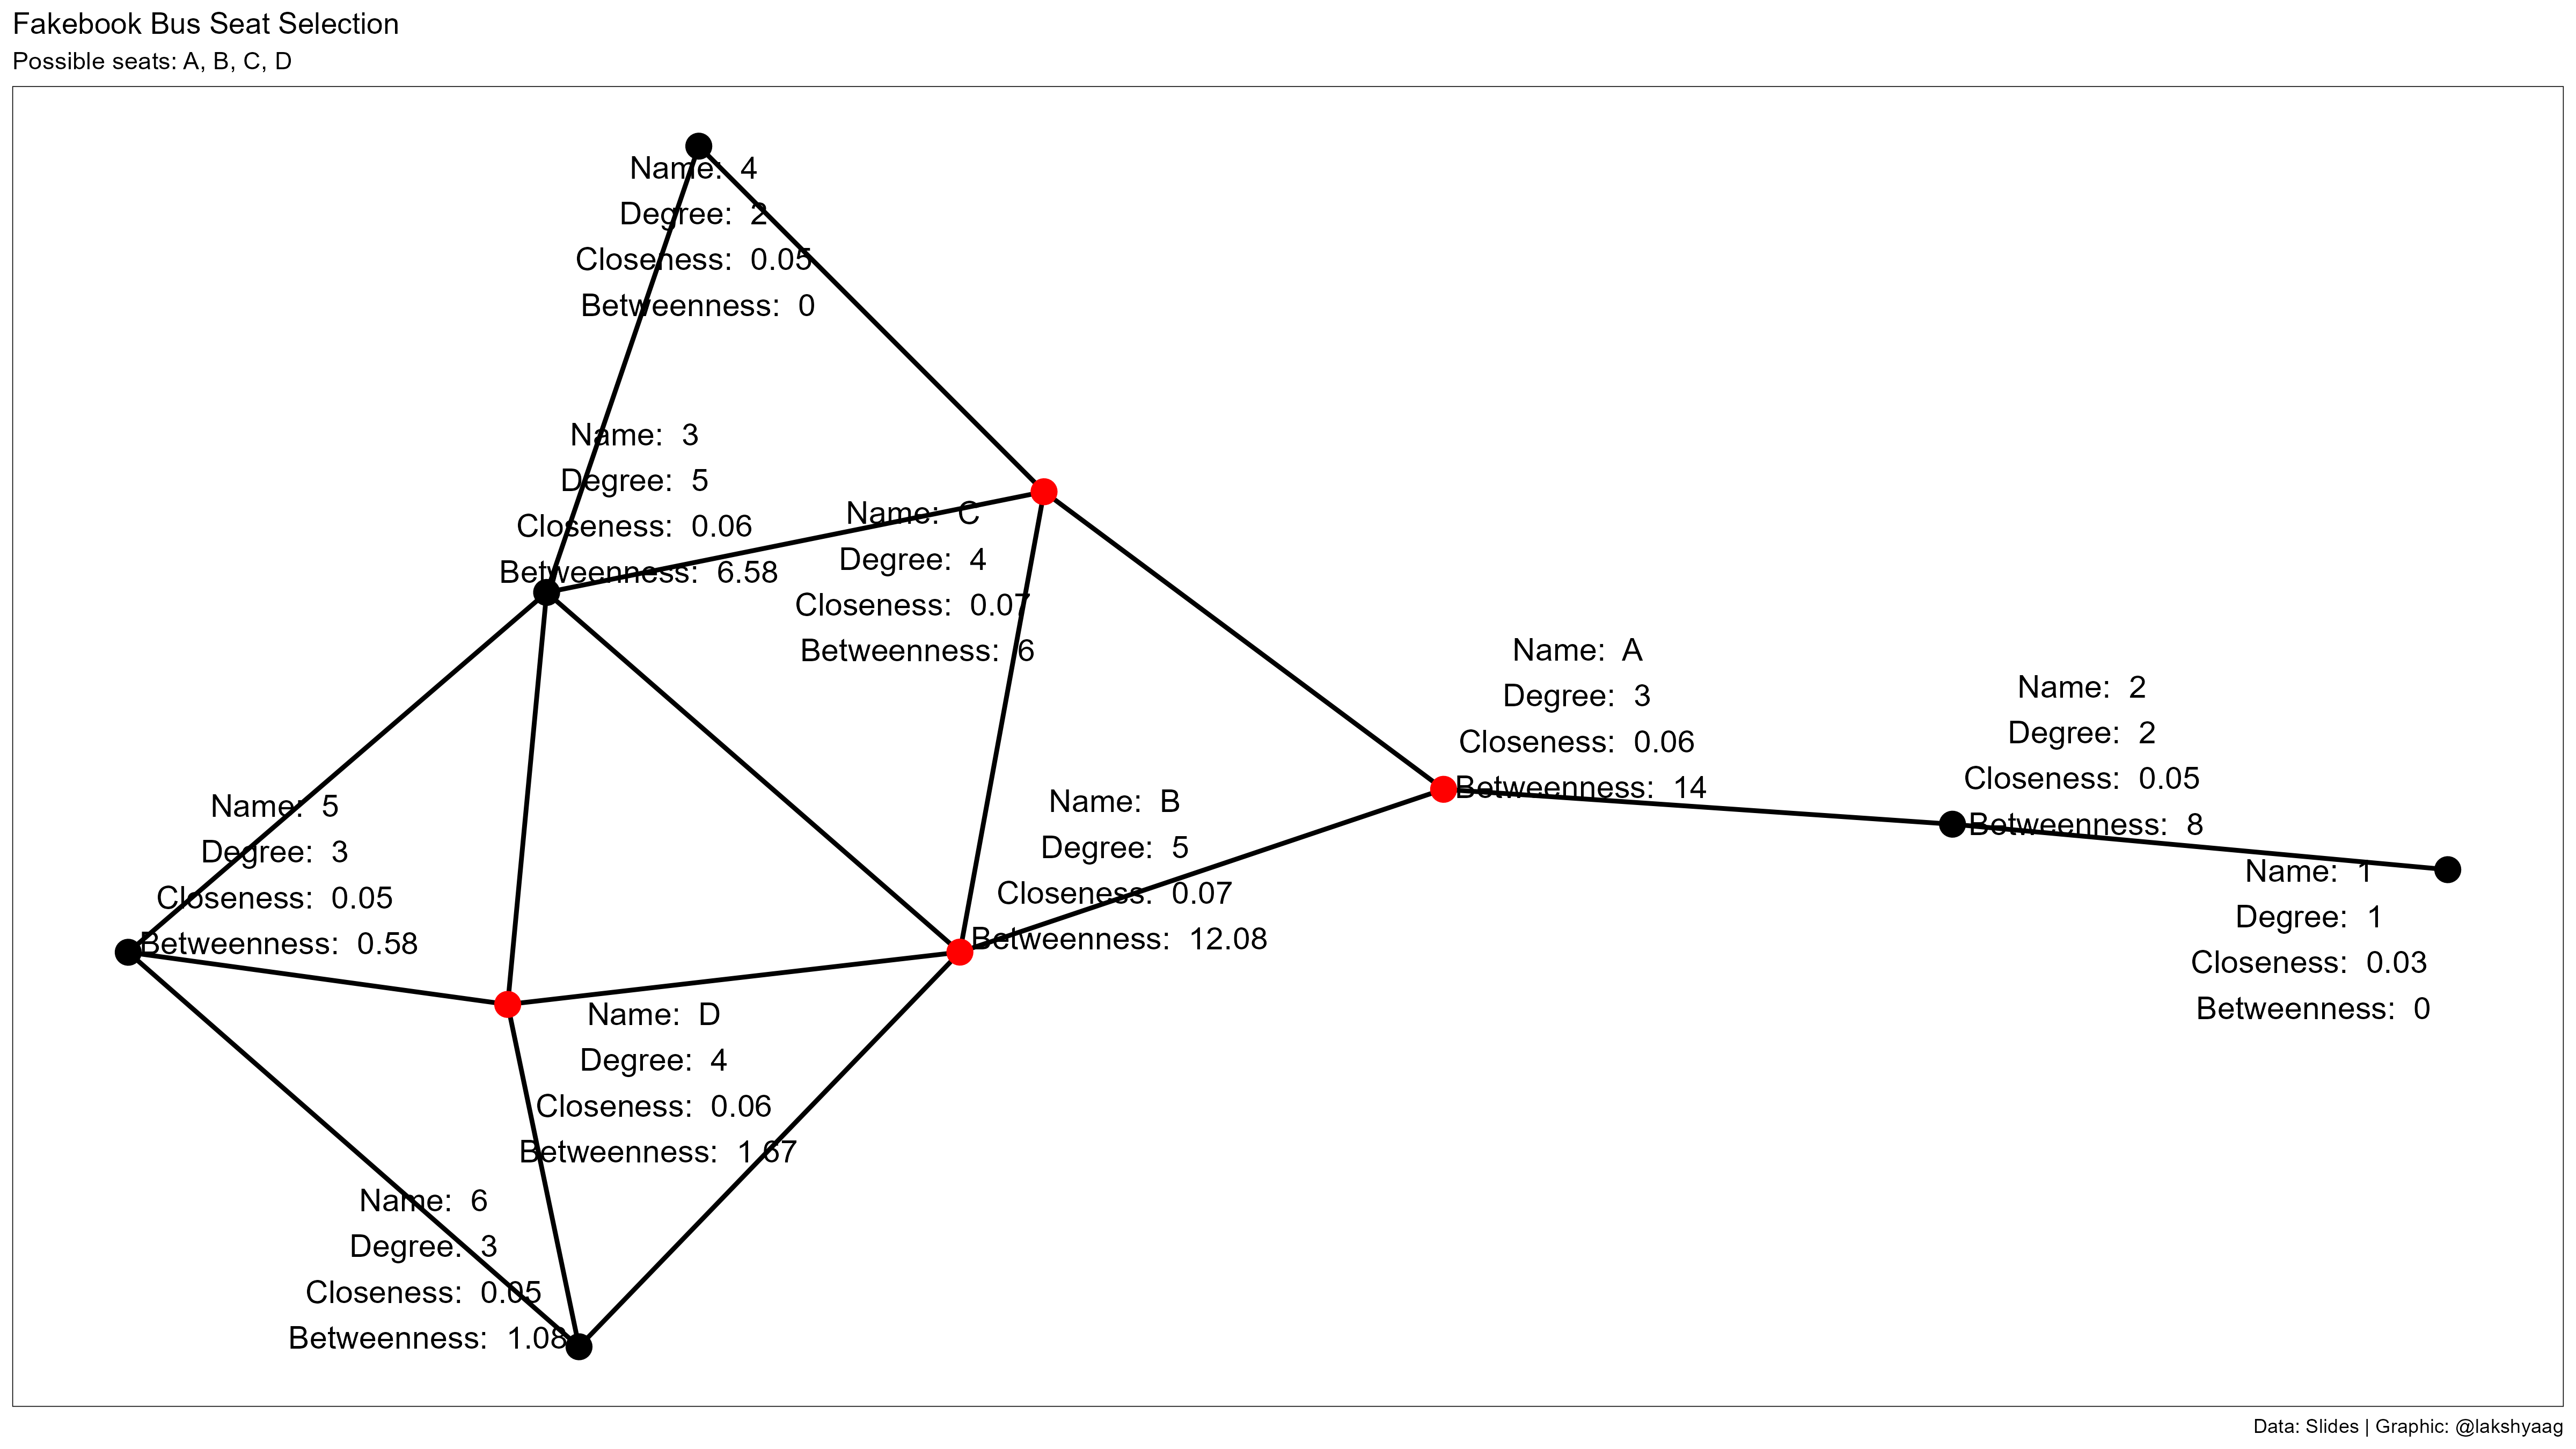 Fakebook Bus Seat Selection
Possible seats: A, B, C, D
Name: 4
Degree: 2
Closeness: 0.05
Betweenness: 0
Name: 3
Degree: 5
Closeness: 0.06
Betweenness: 6.58
Name: C
Degree: 4
Closeness: 0.07
Betweenness: 6
Name: A
Degree: 3
Closeness: 0.06
Betweenness: 14
Name: 2
Degree: 2
Closeness: 0.05
Betweenness: 8
Name: 5
Degree: 3
Closeness: 0.05
Betweenness: 0.58
Name: B
Degree: 5
Closeness: 0.07
Betweenness: 12.08
Name: 1
Degree: 1
Closeness: 0.03
Betweenness: 0
Name: D
Degree: 4
Closeness: 0.06
Betweenness: 1.67
Name: 6
Degree: 3
Closeness: 0.05
Betweenness: 1.08
Data: Slides | Graphic: @lakshyaag